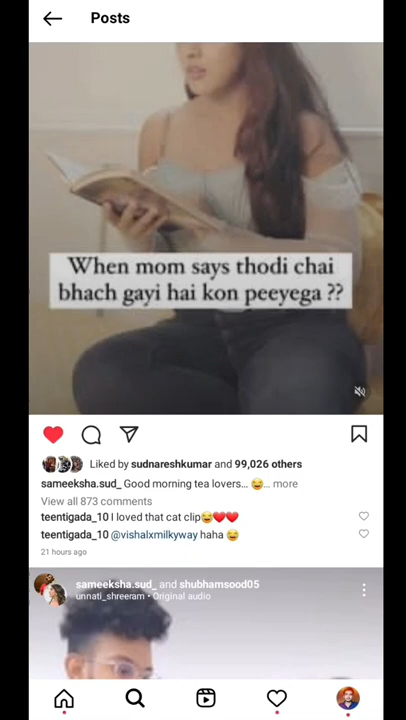 Posts
When mom says thodi chai
bhach gayi hai kon peeyega ??
Liked by sudnareshkumar and 99,026 others
sameeksha.sud_ Good morning tea lovers... 😂... more
View all 873 comments
teentigada_10 I loved that cat clip😂❤️❤️
teentigada_10 @vishalxmilkyway haha 😂
21 hours ago
sameeksha.sud_ and shubhamsood05
unnati_shreeram • Original audio